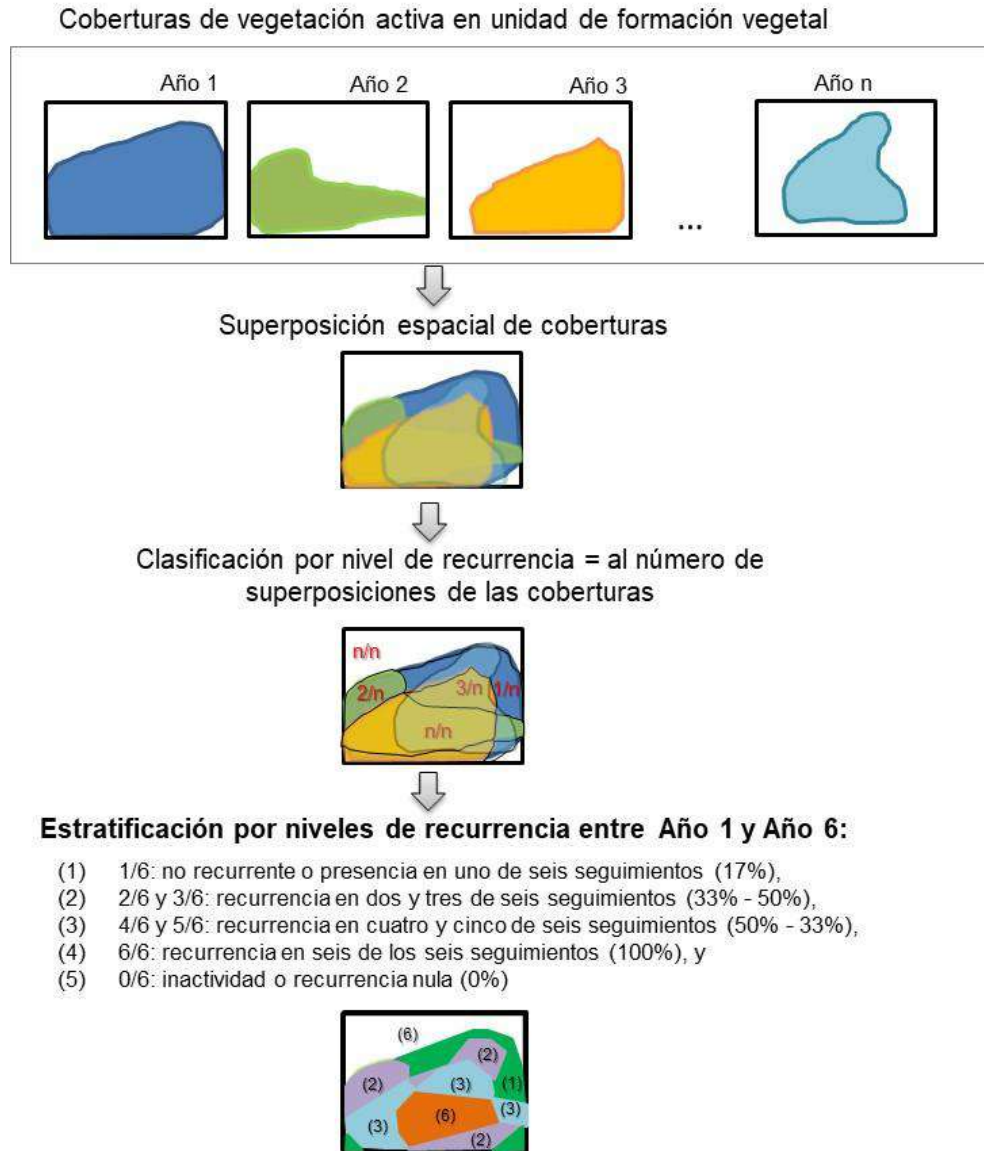 Coberturas de vegetación activa en unidad de formación vegetal
Año 1
Año 2
Año 3
Año n
...
Superposición espacial de coberturas
Clasificación por nivel de recurrencia = al número de
superposiciones de las coberturas
n/n
2/n
3/n
1/n
n/n
Estratificación por niveles de recurrencia entre Año 1 y Año 6:
(1) 1/6: no recurrente o presencia en uno de seis seguimientos (17%),
(2) 2/6 y 3/6: recurrencia en dos y tres de seis seguimientos (33% - 50%),
(3) 4/6 y 5/6: recurrencia en cuatro y cinco de seis seguimientos (50% - 33%),
(4) 6/6: recurrencia en seis de los seis seguimientos (100%), y
(5) 0/6: inactividad o recurrencia nula (0%)
(6)
(2)
(2)
(3)
(1)
(3)
(6)
(3)
(2)